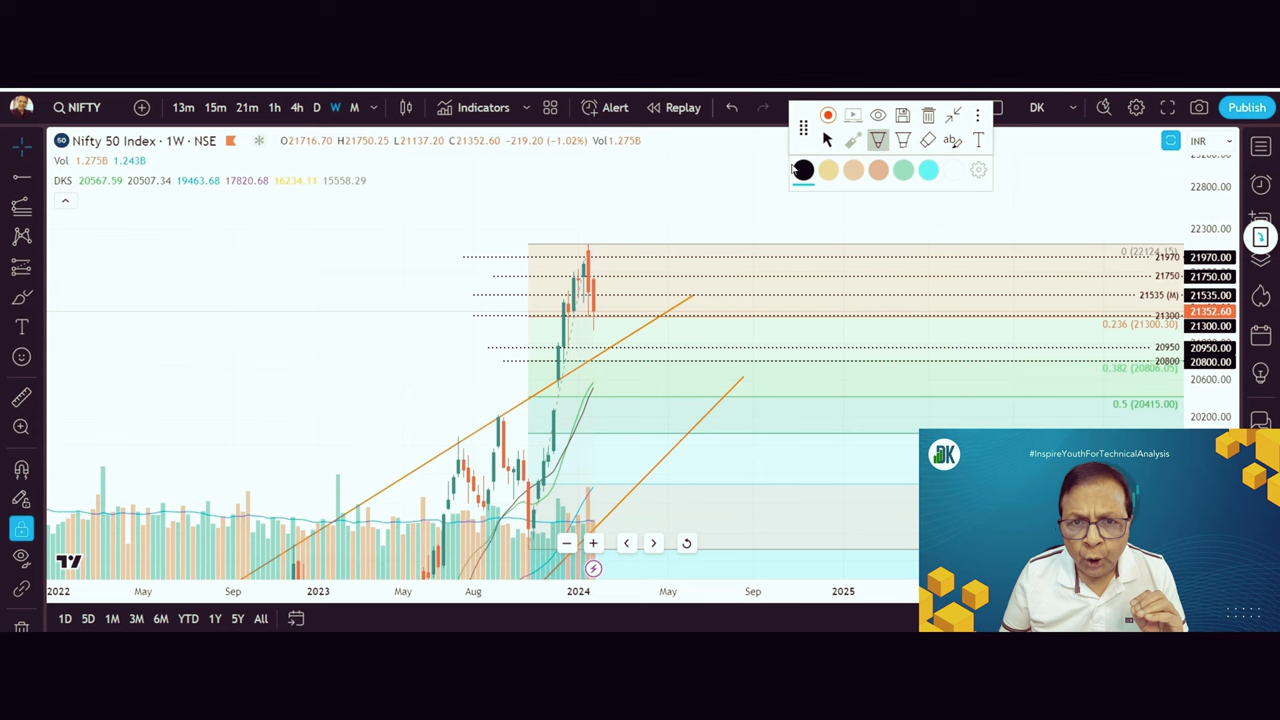 NIFTY 13m 15m 21m 1h 4h D W M Indicators Alert Replay DK Publish
50 Nifty 50 Index · 1W · NSE O21716.70 H21750.25 L21137.20 C21352.60 −219.20 (−1.02%) Vol1.275B INR
Vol 1.275B 1.243B
DKS 20567.59 20507.34 19463.68 17820.68 16234.11 15558.29
22800.00
22300.00
0 (22124.15)
21970 21970.00
21750 21750.00
21535 (M) 21535.00
21352.60
21300 21300.00
0.236 (21300.30)
20950 20950.00
20800 20800.00
0.382 (20806.05)
20600.00
0.5 (20415.00)
20200.00
DK #InspireYouthForTechnicalAnalysis
2022 May Sep 2023 May Aug 2024 May Sep 2025
1D 5D 1M 3M 6M YTD 1Y 5Y All